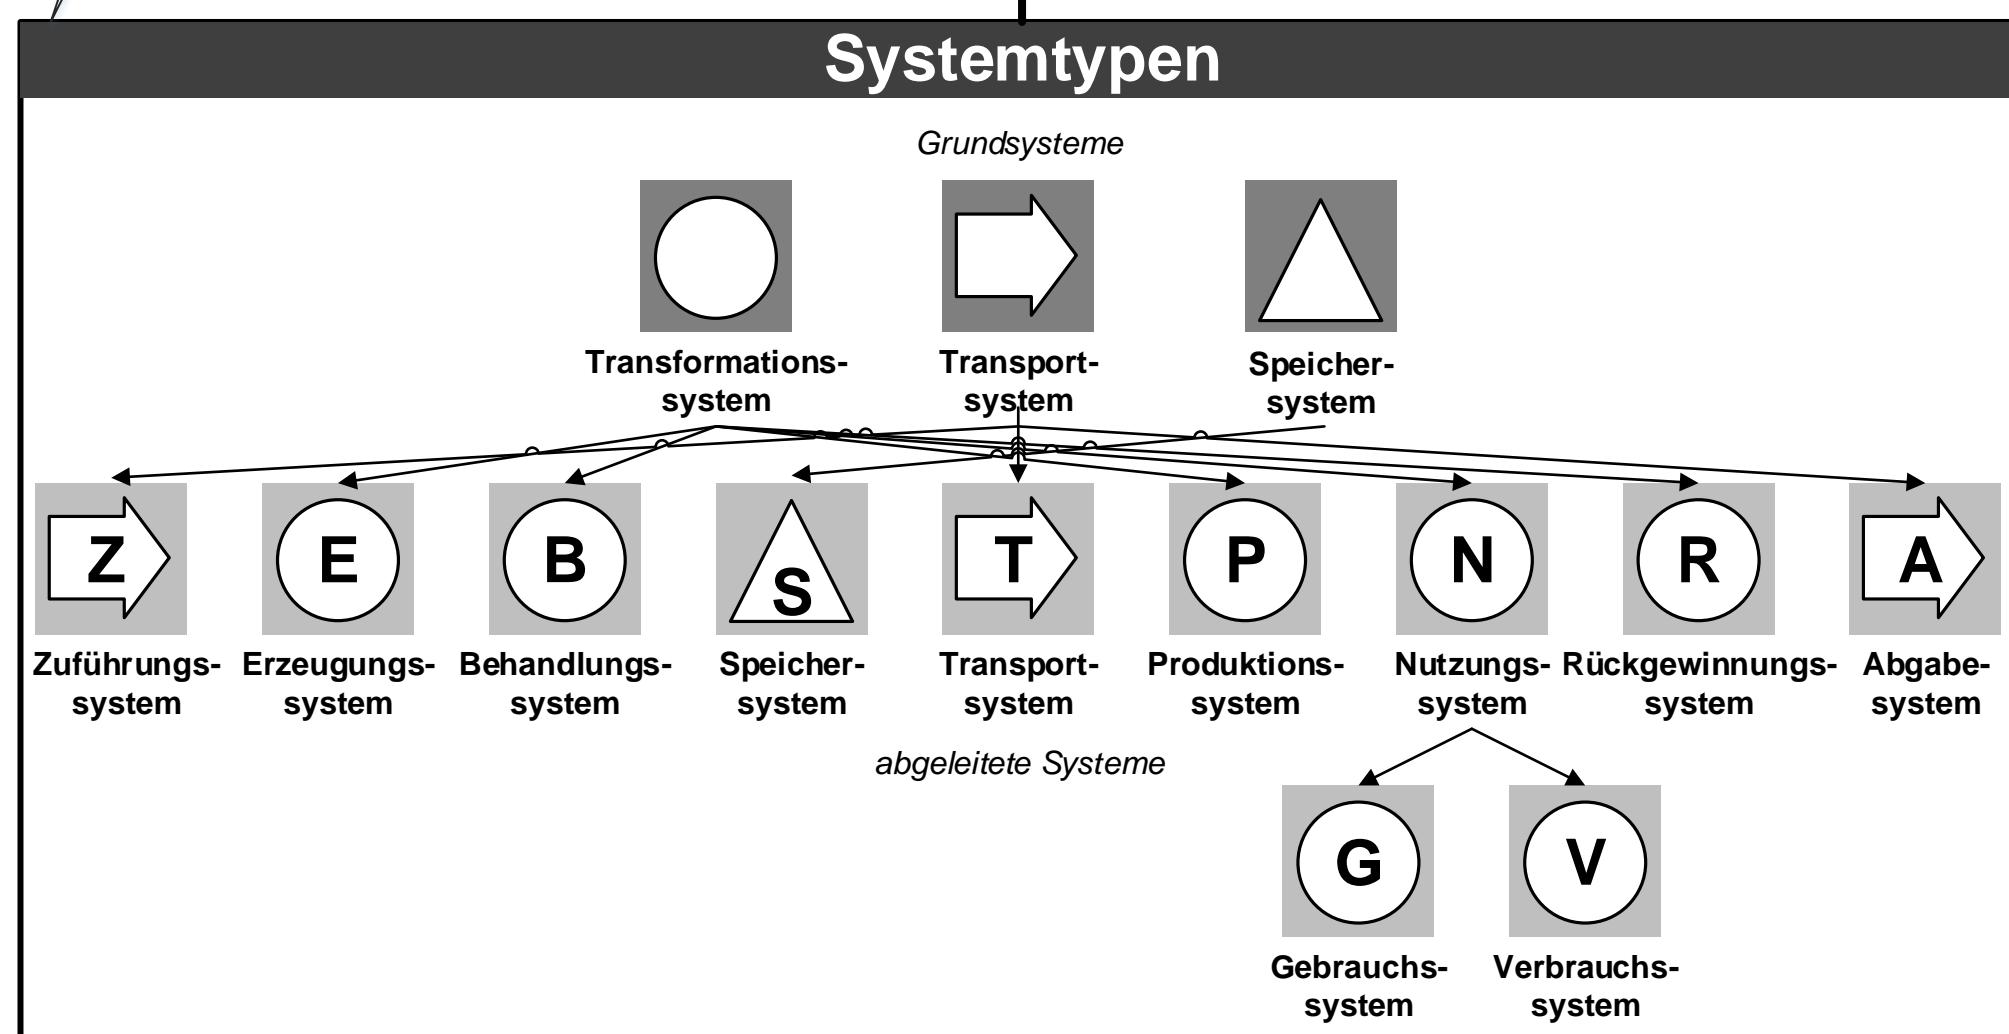 Systemtypen
Grundsysteme
Transformations-
system
Transport-
system
Speicher-
system
Z
E
B
S
T
P
N
R
A
Zuführungs-
system
Erzeugungs-
system
Behandlungs-
system
Speicher-
system
Transport-
system
Produktions-
system
Nutzungs-
system
Rückgewinnungs-
system
Abgabe-
system
abgeleitete Systeme
G
V
Gebrauchs-
system
Verbrauchs-
system